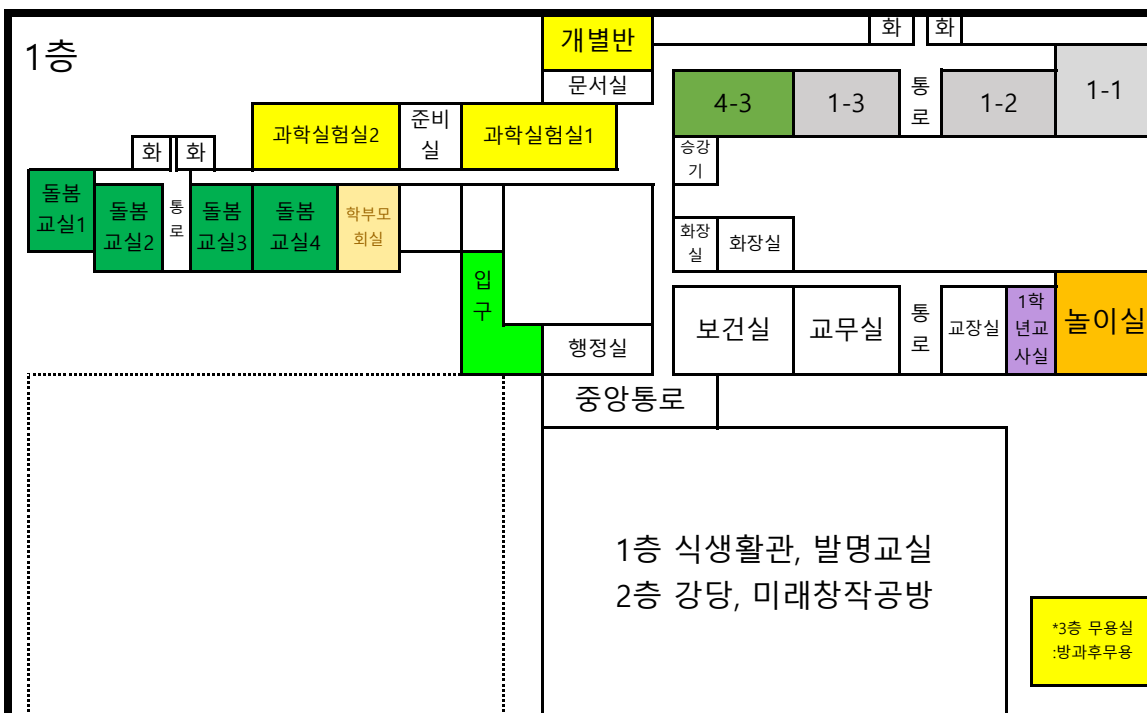 1층
개별반
문서실
화
화
4-3
1-3
통
로
1-2
1-1
과학실험실2
준비
실
과학실험실1
화
화
승강
기
돌봄
교실1
돌봄
교실2
통
로
돌봄
교실3
돌봄
교실4
학부모
회실
화장
실
화장실
입
구
행정실
보건실
교무실
통
로
교장실
1학
년교
사실
놀이실
중앙통로
1층 식생활관, 발명교실
2층 강당, 미래창작공방
*3층 무용실
:방과후무용